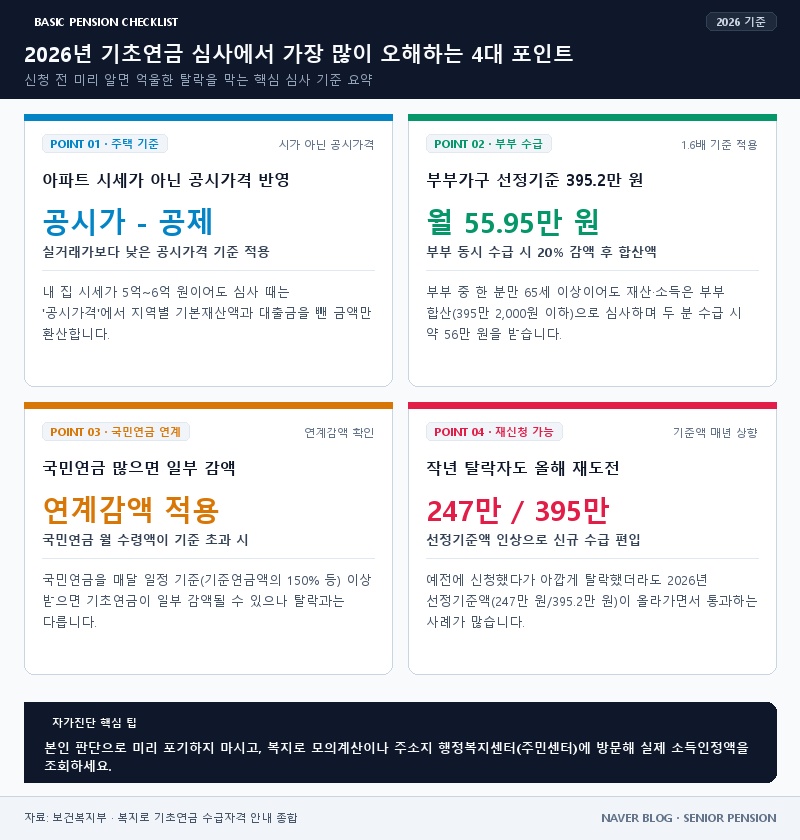 BASIC PENSION CHECKLIST
2026 기준
2026년 기초연금 심사에서 가장 많이 오해하는 4대 포인트
신청 전 미리 알면 억울한 탈락을 막는 핵심 심사 기준 요약
POINT 01 · 주택 기준
시가 아닌 공시가격
아파트 시세가 아닌 공시가격 반영
공시가 - 공제
실거래가보다 낮은 공시가격 기준 적용
내 집 시세가 5억~6억 원이어도 심사 때는
'공시가격'에서 지역별 기본재산액과 대출금을 뺀 금액만
환산합니다.
POINT 02 · 부부 수급
1.6배 기준 적용
부부가구 선정기준 395.2만 원
월 55.95만 원
부부 동시 수급 시 20% 감액 후 합산액
부부 중 한 분만 65세 이상이어도 재산·소득은 부부
합산(395만 2,000원 이하)으로 심사하며 두 분 수급 시
약 56만 원을 받습니다.
POINT 03 · 국민연금 연계
연계감액 확인
국민연금 많으면 일부 감액
연계감액 적용
국민연금 월 수령액이 기준 초과 시
국민연금을 매달 일정 기준(기준연금액의 150% 등) 이상
받으면 기초연금이 일부 감액될 수 있으나 탈락과는
다릅니다.
POINT 04 · 재신청 가능
기준액 매년 상향
작년 탈락자도 올해 재도전
247만 / 395만
선정기준액 인상으로 신규 수급 편입
예전에 신청했다가 아깝게 탈락했더라도 2026년
선정기준액(247만 원/395.2만 원)이 올라가면서 통과하는
사례가 많습니다.
자가진단 핵심 팁
본인 판단으로 미리 포기하지 마시고, 복지로 모의계산이나 주소지 행정복지센터(주민센터)에 방문해 실제 소득인정액을
조회하세요.
자료: 보건복지부 · 복지로 기초연금 수급자격 안내 종합
NAVER BLOG · SENIOR PENSION